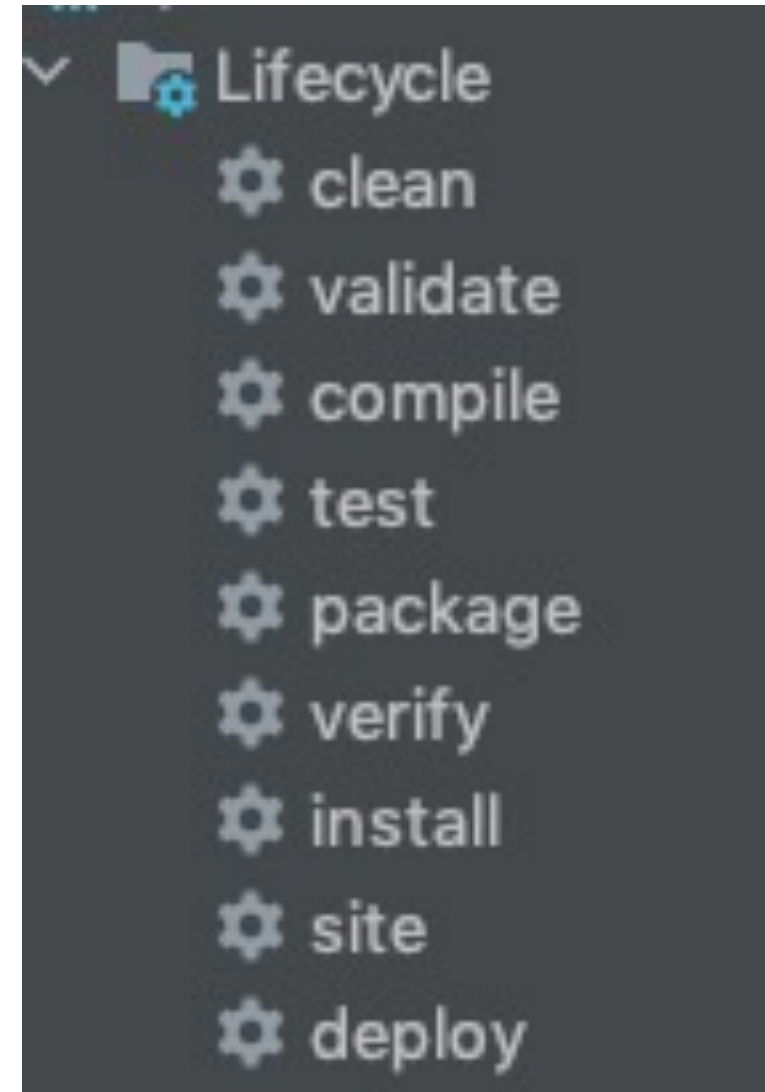 Lifecycle
clean
validate
compile
test
package
verify
install
site
deploy